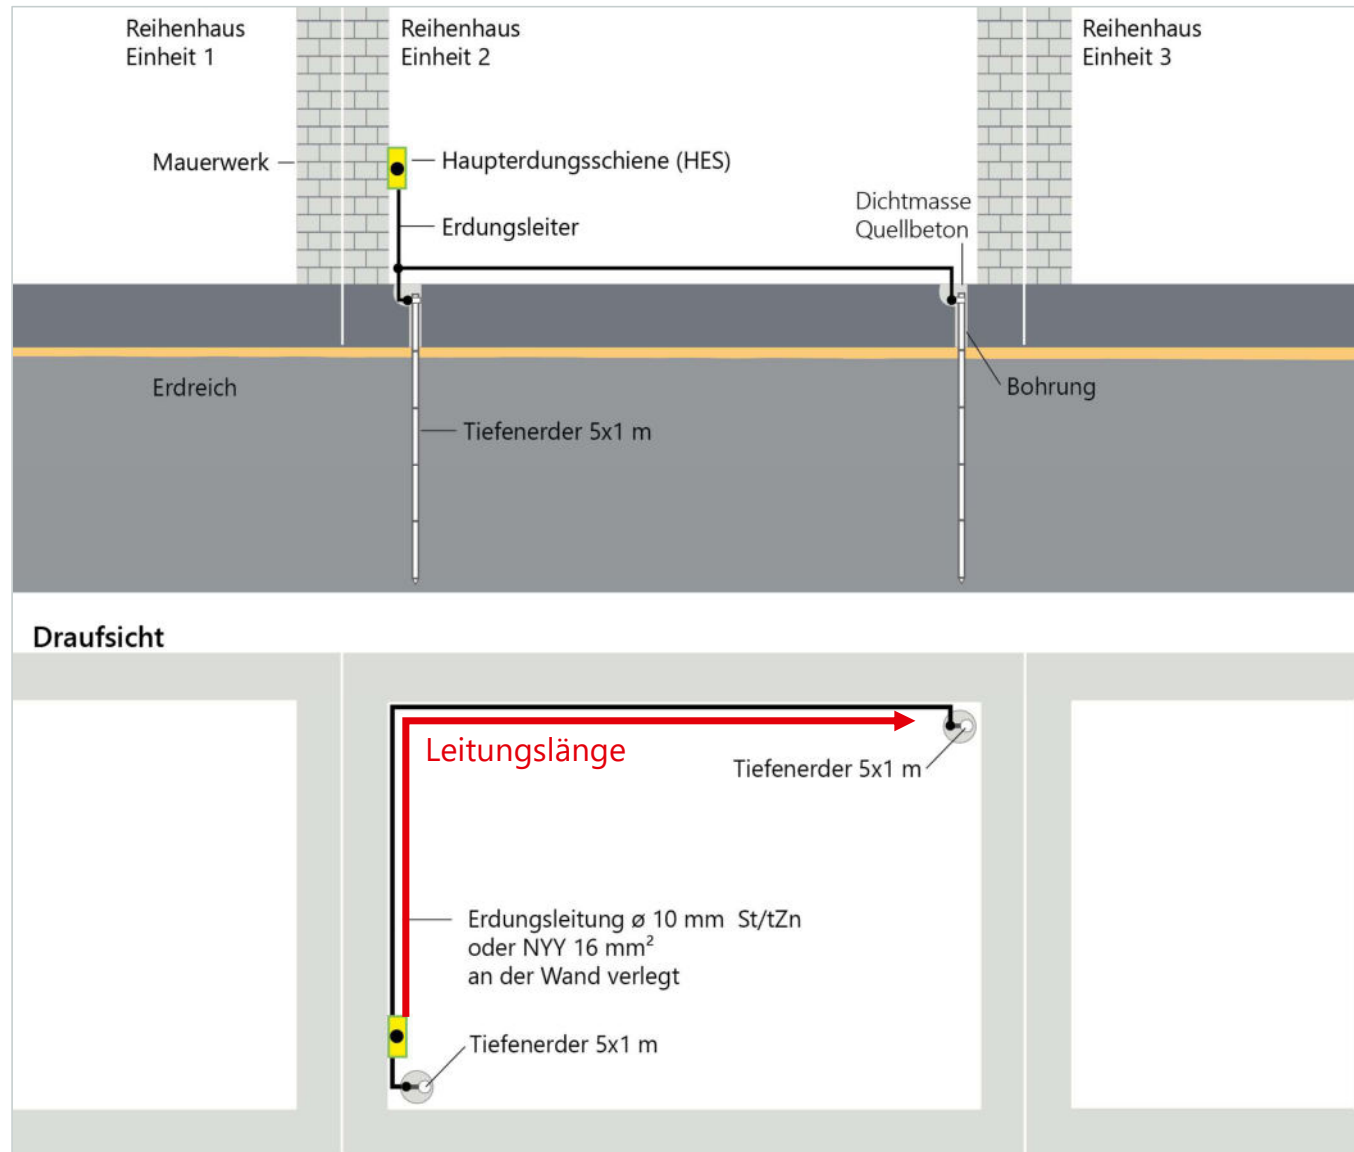 Reihenhaus
Einheit 1
Reihenhaus
Einheit 2
Reihenhaus
Einheit 3
Mauerwerk
Haupterdungsschiene (HES)
Dichtmasse
Quellbeton
Erdungsleiter
Erdreich
Bohrung
Tiefenerder 5x1 m
Draufsicht
Leitungslänge
Tiefenerder 5x1 m
Erdungsleitung ø 10 mm St/tZn
oder NYY 16 mm²
an der Wand verlegt
Tiefenerder 5x1 m